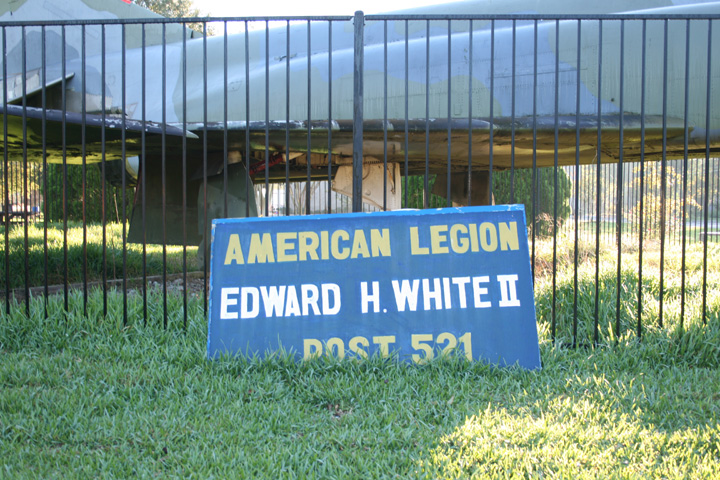 AMERICAN LEGION
EDWARD H. WHITE II
POST 521